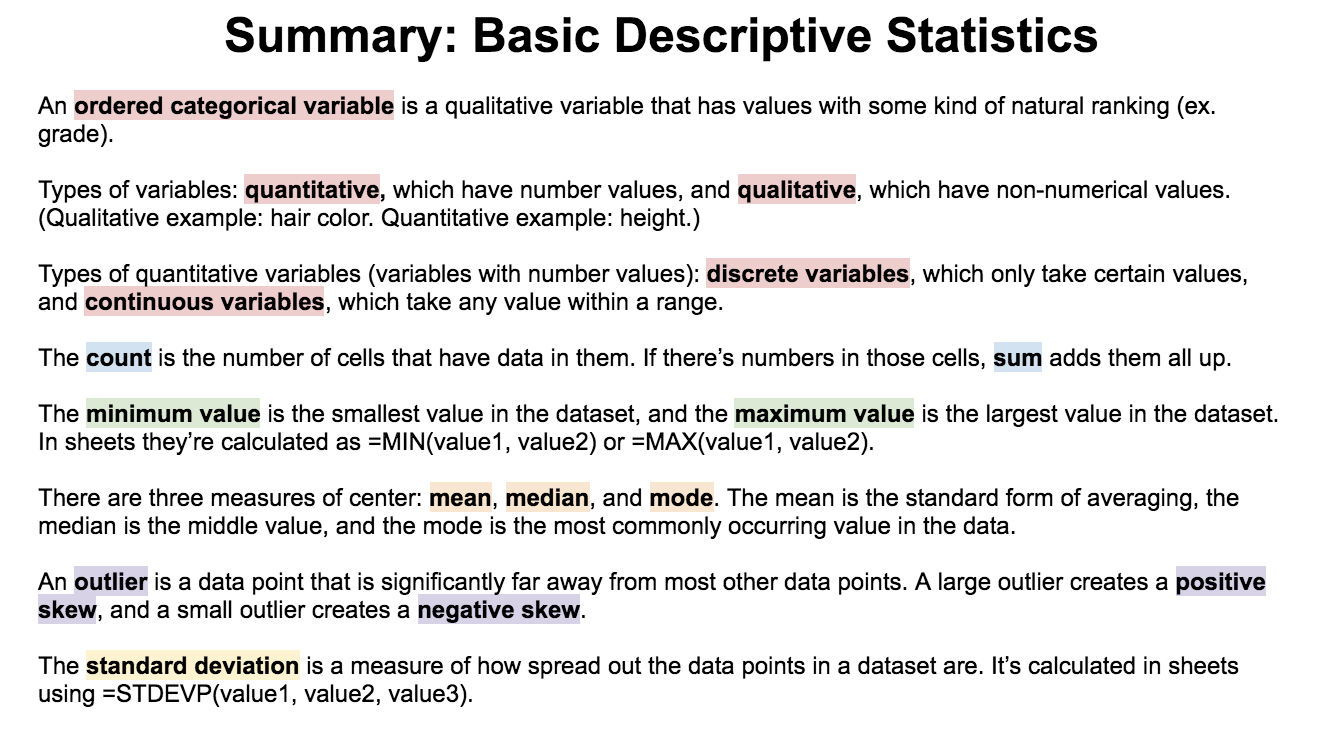 Summary: Basic Descriptive Statistics
An ordered categorical variable is a qualitative variable that has values with some kind of natural ranking (ex.
grade).
Types of variables: quantitative, which have number values, and qualitative, which have non-numerical values.
(Qualitative example: hair color. Quantitative example: height.)
Types of quantitative variables (variables with number values): discrete variables, which only take certain values,
and continuous variables, which take any value within a range.
The count is the number of cells that have data in them. If there’s numbers in those cells, sum adds them all up.
The minimum value is the smallest value in the dataset, and the maximum value is the largest value in the dataset.
In sheets they’re calculated as =MIN(value1, value2) or =MAX(value1, value2).
There are three measures of center: mean, median, and mode. The mean is the standard form of averaging, the
median is the middle value, and the mode is the most commonly occurring value in the data.
An outlier is a data point that is significantly far away from most other data points. A large outlier creates a positive
skew, and a small outlier creates a negative skew.
The standard deviation is a measure of how spread out the data points in a dataset are. It’s calculated in sheets
using =STDEVP(value1, value2, value3).